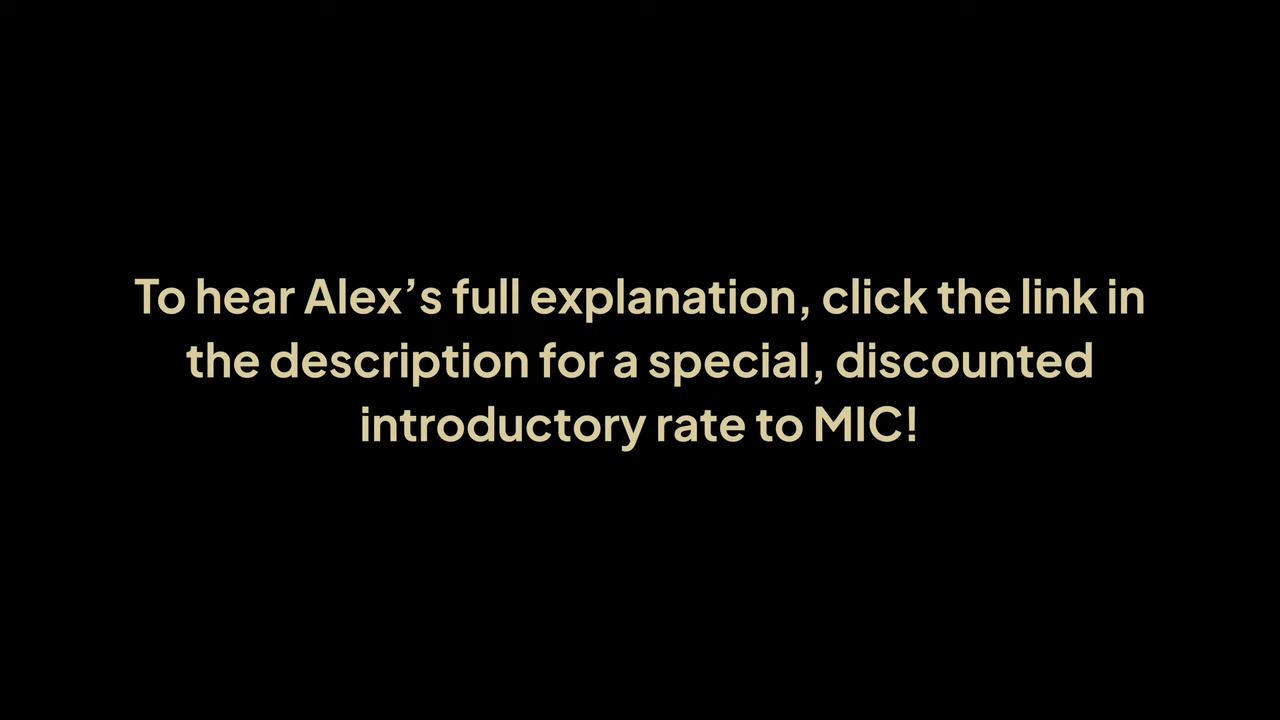 To hear Alex’s full explanation, click the link in
the description for a special, discounted
introductory rate to MIC!